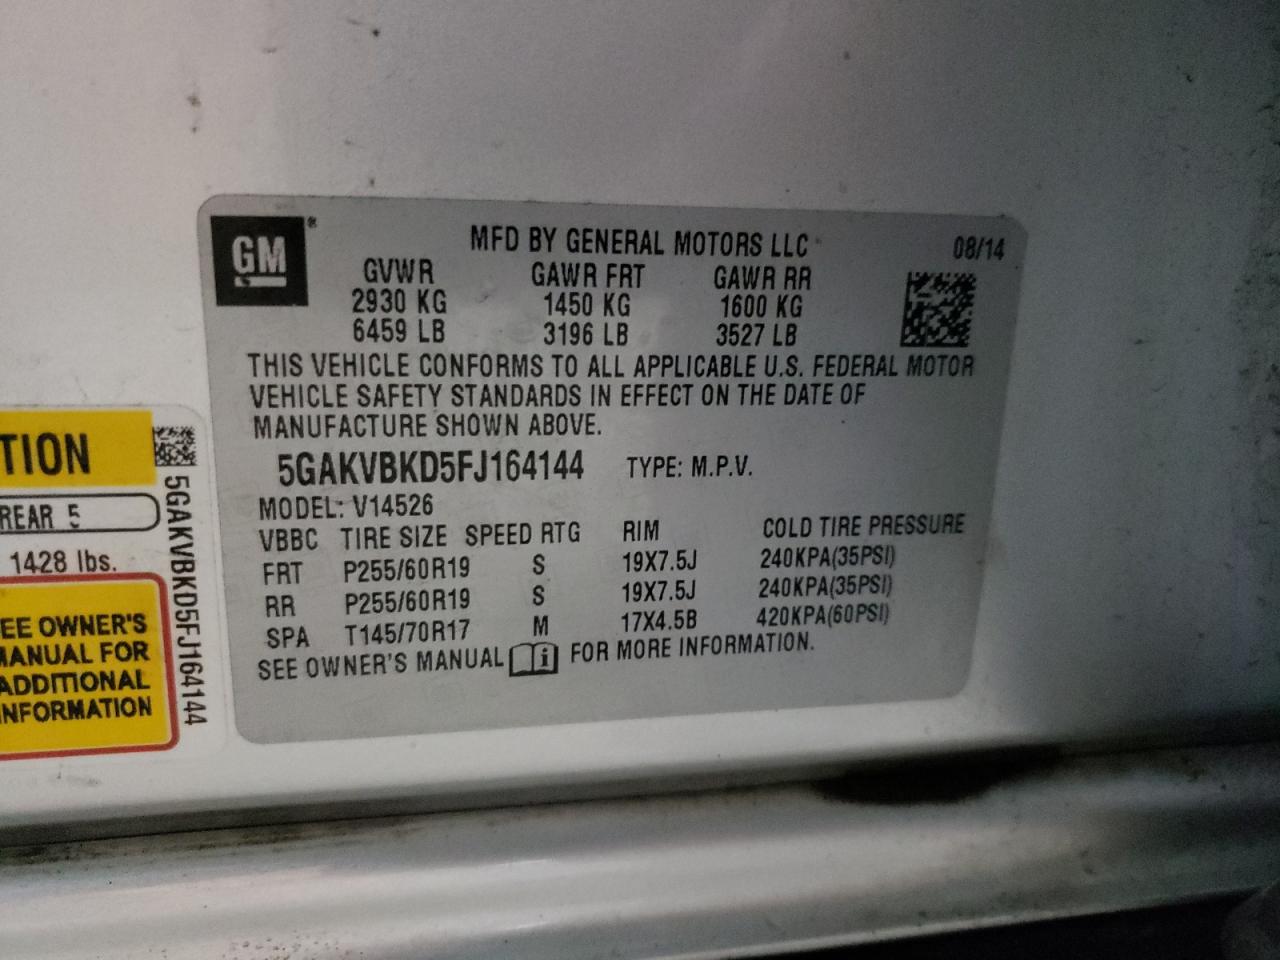 GM ®
MFD BY GENERAL MOTORS LLC 08/14
GVWR GAWR FRT GAWR RR
2930 KG 1450 KG 1600 KG
6459 LB 3196 LB 3527 LB
THIS VEHICLE CONFORMS TO ALL APPLICABLE U.S. FEDERAL MOTOR
VEHICLE SAFETY STANDARDS IN EFFECT ON THE DATE OF
MANUFACTURE SHOWN ABOVE.
5GAKVBKD5FJ164144 TYPE: M.P.V.
MODEL: V14526
VBBC TIRE SIZE SPEED RTG RIM COLD TIRE PRESSURE
FRT P255/60R19 S 19X7.5J 240KPA(35PSI)
RR P255/60R19 S 19X7.5J 240KPA(35PSI)
SPA T145/70R17 M 17X4.5B 420KPA(60PSI)
SEE OWNER'S MANUAL i FOR MORE INFORMATION.
TION
REAR 5
1428 lbs.
EE OWNER'S
ANUAL FOR
ADDITIONAL
NFORMATION
5GAKVBKD5FJ164144